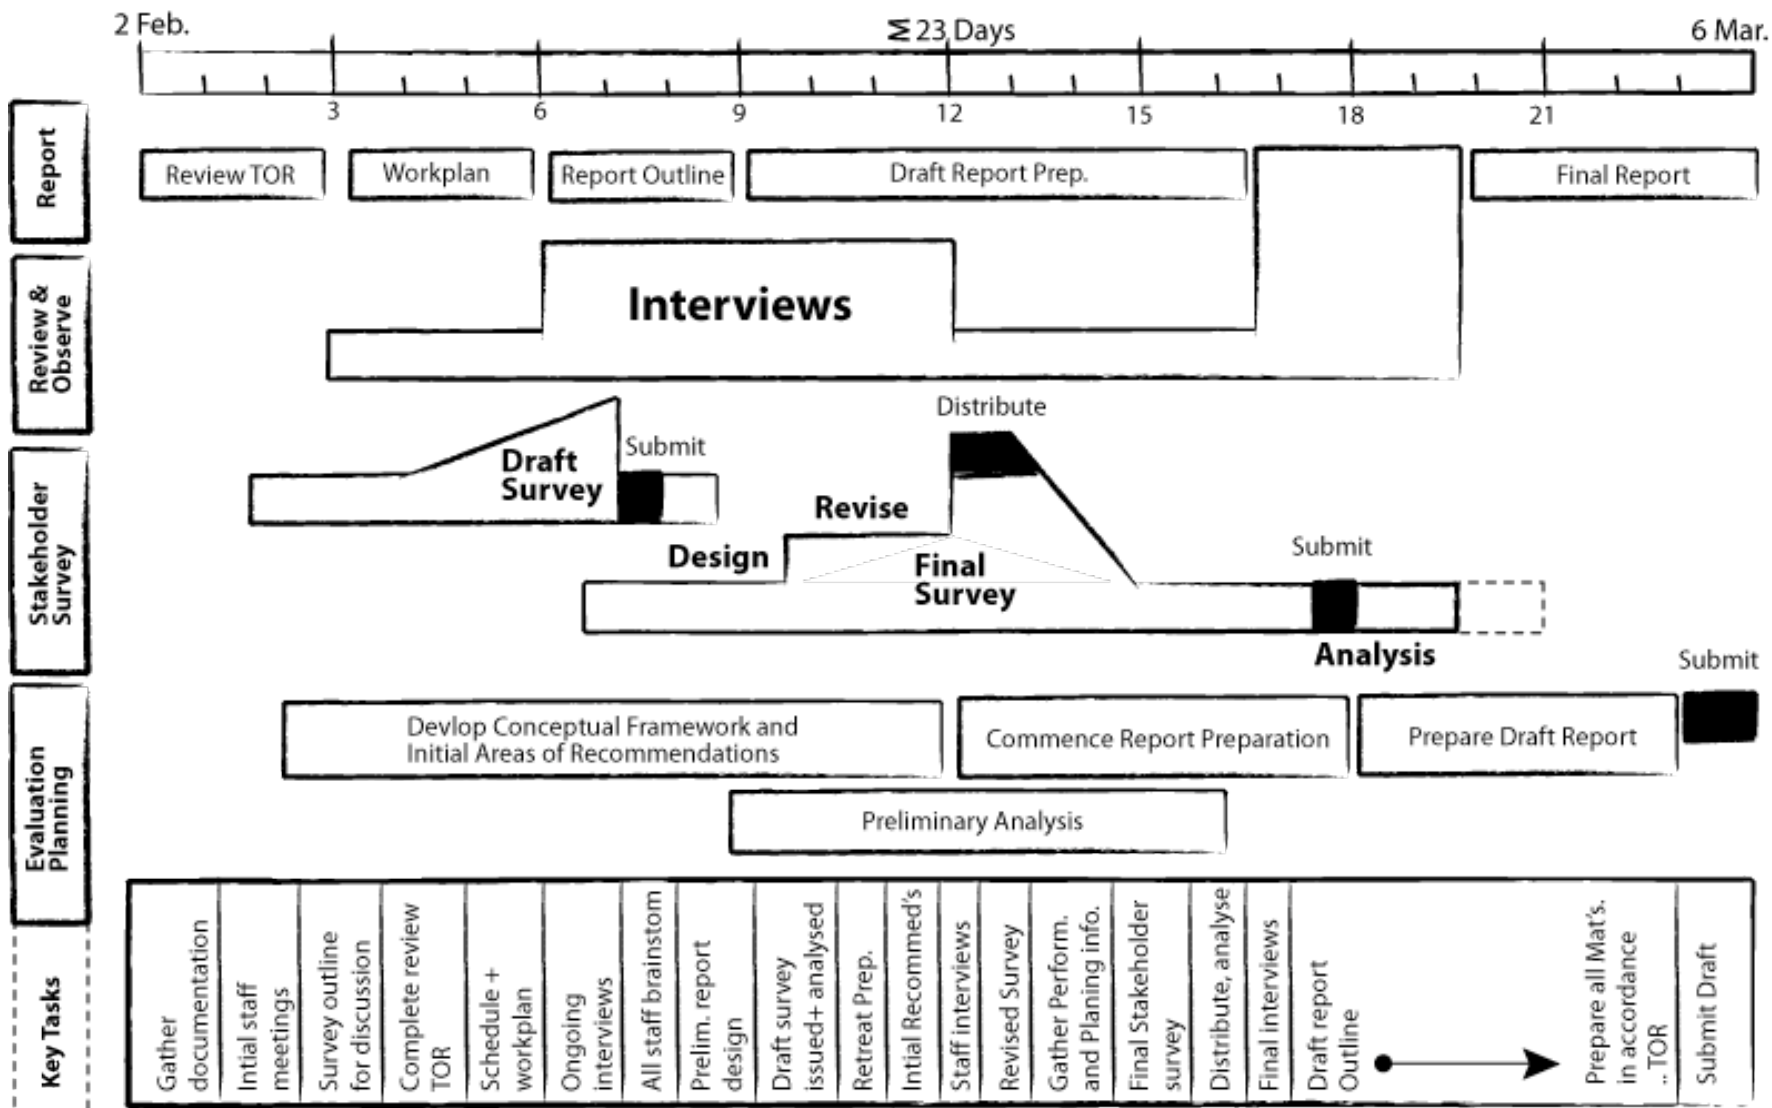 2 Feb.
Σ 23 Days
6 Mar.
3
6
9
12
15
18
21
Report
Review TOR
Workplan
Report Outline
Draft Report Prep.
Final Report
Review &
Observe
Interviews
Stakeholder
Survey
Draft
Survey
Submit
Distribute
Design
Revise
Final
Survey
Submit
Analysis
Evaluation
Planning
Devlop Conceptual Framework and
Initial Areas of Recommendations
Commence Report Preparation
Prepare Draft Report
Submit
Preliminary Analysis
Key Tasks
Gather
documentation
Intial staff
meetings
Survey outline
for discussion
Complete review
TOR
Schedule +
workplan
Ongoing
interviews
All staff brainstom
Prelim. report
design
Draft survey
issued+ analysed
Retreat Prep.
Intial Recommed's
Staff interviews
Revised Survey
Gather Perform.
and Planning info.
Final Stakeholder
survey
Distribute, analyse
Final interviews
Draft report
Outline
Prepare all Mat's.
in accordance
.. TOR
Submit Draft